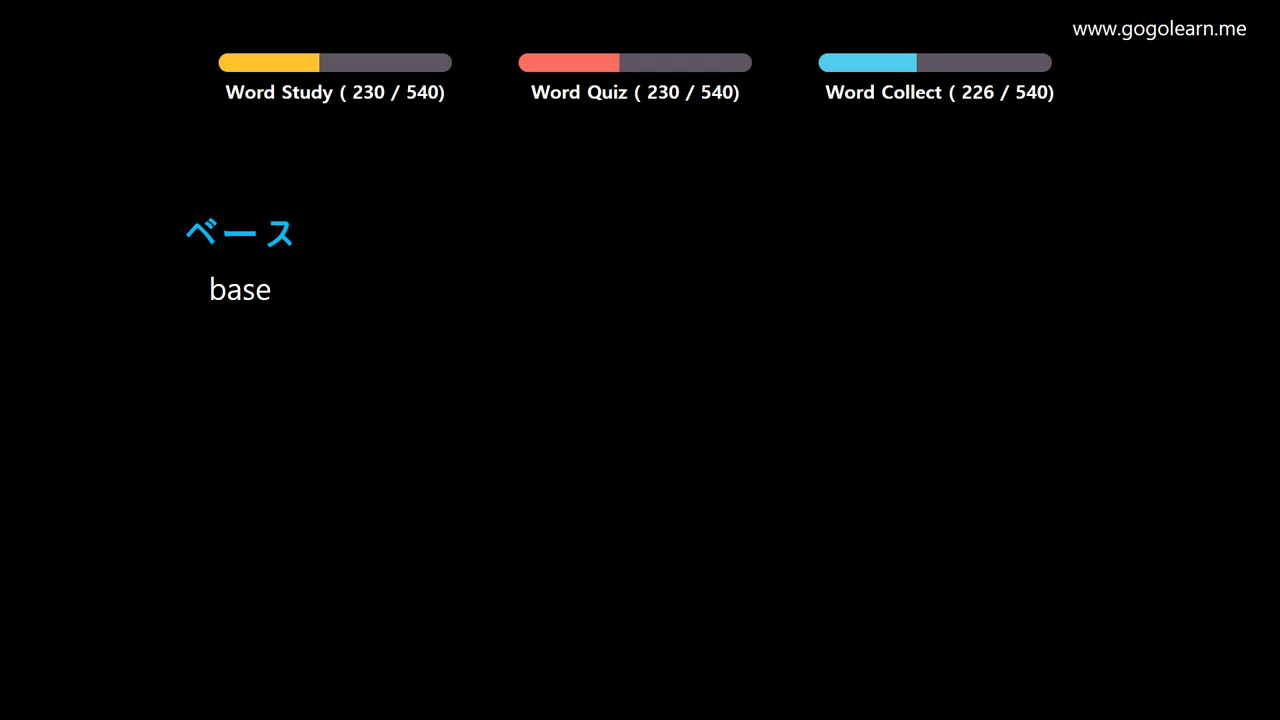 www.gogolearn.me
Word Study ( 230 / 540)
Word Quiz ( 230 / 540)
Word Collect ( 226 / 540)
ベース
base